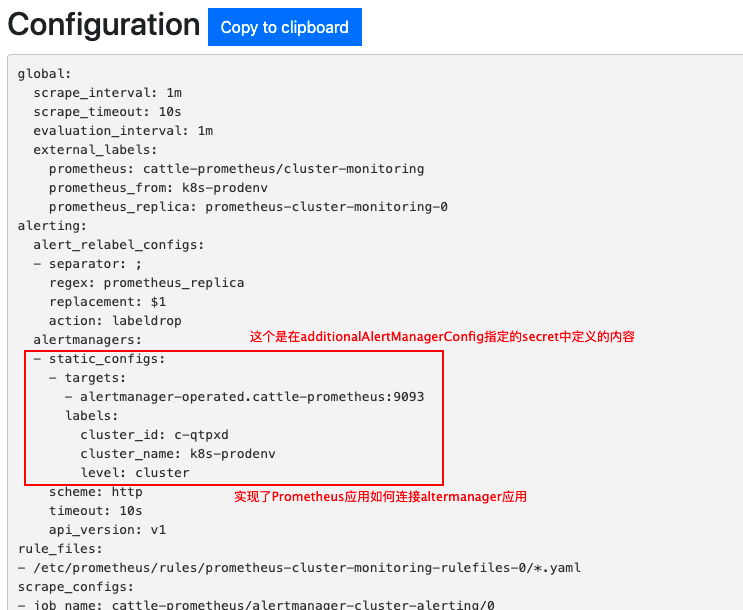 Configuration Copy to clipboard
global:
  scrape_interval: 1m
  scrape_timeout: 10s
  evaluation_interval: 1m
  external_labels:
    prometheus: cattle-prometheus/cluster-monitoring
    prometheus_from: k8s-prodenv
    prometheus_replica: prometheus-cluster-monitoring-0
alerting:
  alert_relabel_configs:
  - separator: ;
    regex: prometheus_replica
    replacement: $1
    action: labeldrop
这个是在additionalAlertManagerConfig指定的secret中定义的内容
  alertmanagers:
  - static_configs:
    - targets:
      - alertmanager-operated.cattle-prometheus:9093
      labels:
        cluster_id: c-qtpxd
        cluster_name: k8s-prodenv
        level: cluster
    scheme: http
实现了Prometheus应用如何连接altermanager应用
    timeout: 10s
    api_version: v1
rule_files:
- /etc/prometheus/rules/prometheus-cluster-monitoring-rulefiles-0/*.yaml
scrape_configs:
- job_name: cattle-prometheus/alertmanager-cluster-alerting/0